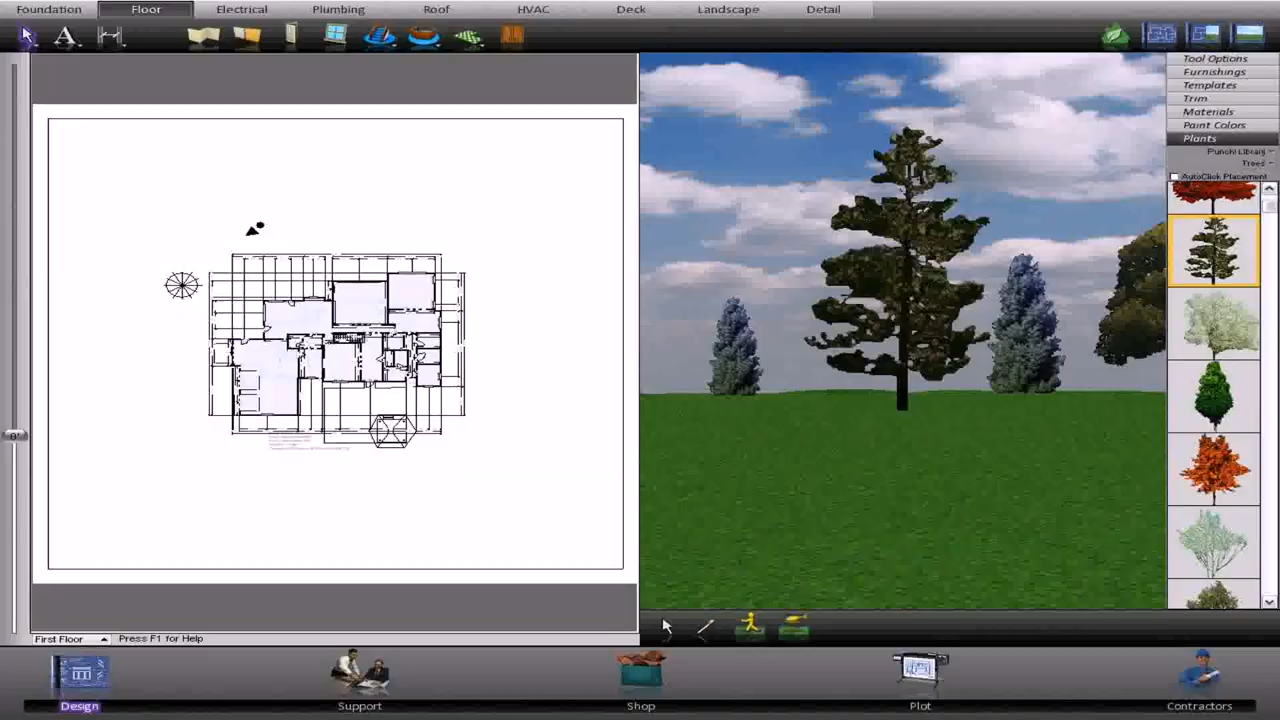 Foundation Floor Electrical Plumbing Roof HVAC Deck Landscape Detail
A
Tool Options
Furnishings
Templates
Trim
Materials
Paint Colors
Plants
Punch! Library
Trees
AutoClick Placement
0'
First Floor Press F1 for Help
Design Support Shop Plot Contractors